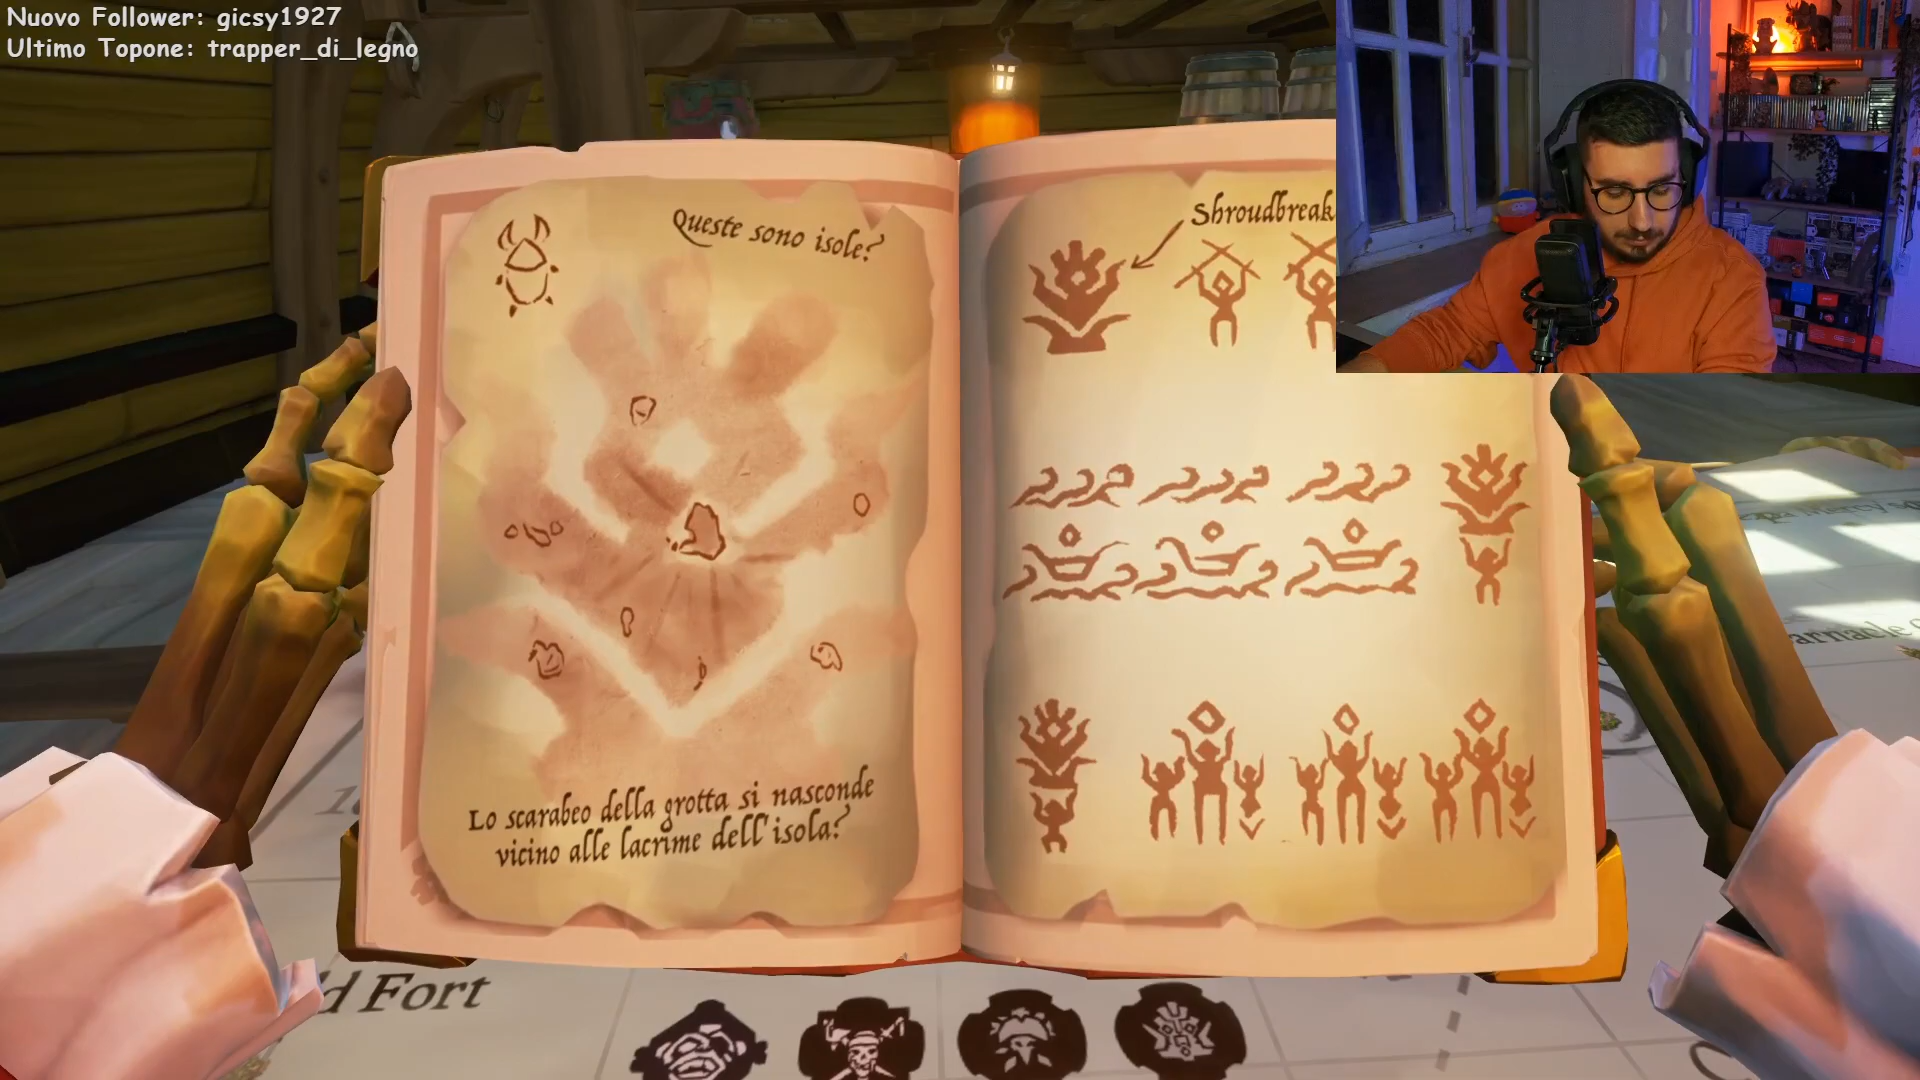 Nuovo Follower: gicsy1927
Ultimo Topone: trapper_di_legno
Queste sono isole?
Shroudbreak
Lo scarabeo della grotta si nasconde
vicino alle lacrime dell'isola?
d Fort